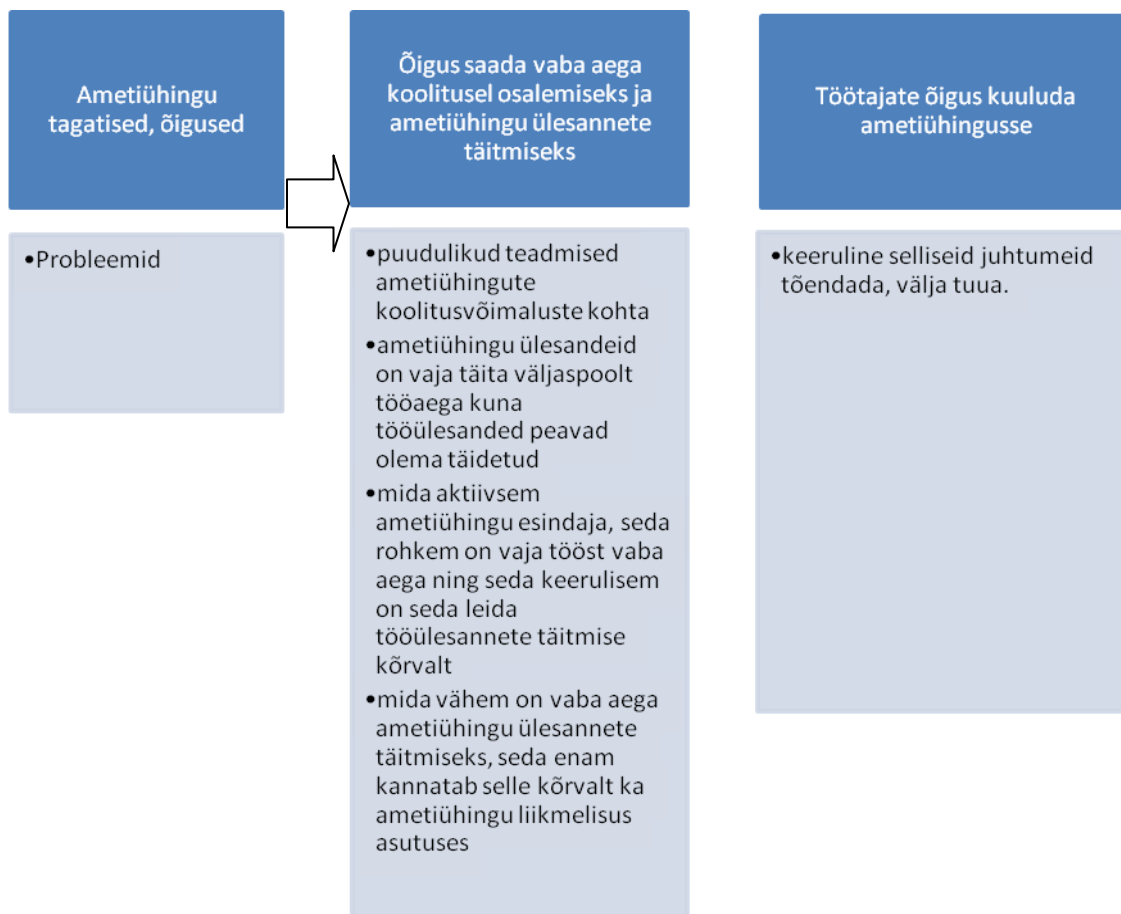 Ametiühingu
tagatised, õigused
•Probleemid
Õigus saada vaba aega
koolitusel osalemiseks ja
ametiühingu ülesannete
täitmiseks
•puudulikud teadmised
ametiühingute
koolitusvõimaluste kohta
•ametiühingu ülesandeid
on vaja täita väljaspoolt
tööaega kuna
tööülesanded peavad
olema täidetud
•mida aktiivsem
ametiühingu esindaja, seda
rohkem on vaja tööst vaba
aega ning seda keerulisem
on seda leida
tööülesannete täitmise
kõrvalt
•mida vähem on vaba aega
ametiühingu ülesannete
täitmiseks, seda enam
kannatab selle kõrvalt ka
ametiühingu liikmelisus
asutuses
Töötajate õigus kuuluda
ametiühingusse
•keeruline selliseid juhtumeid
tõendada, välja tuua.